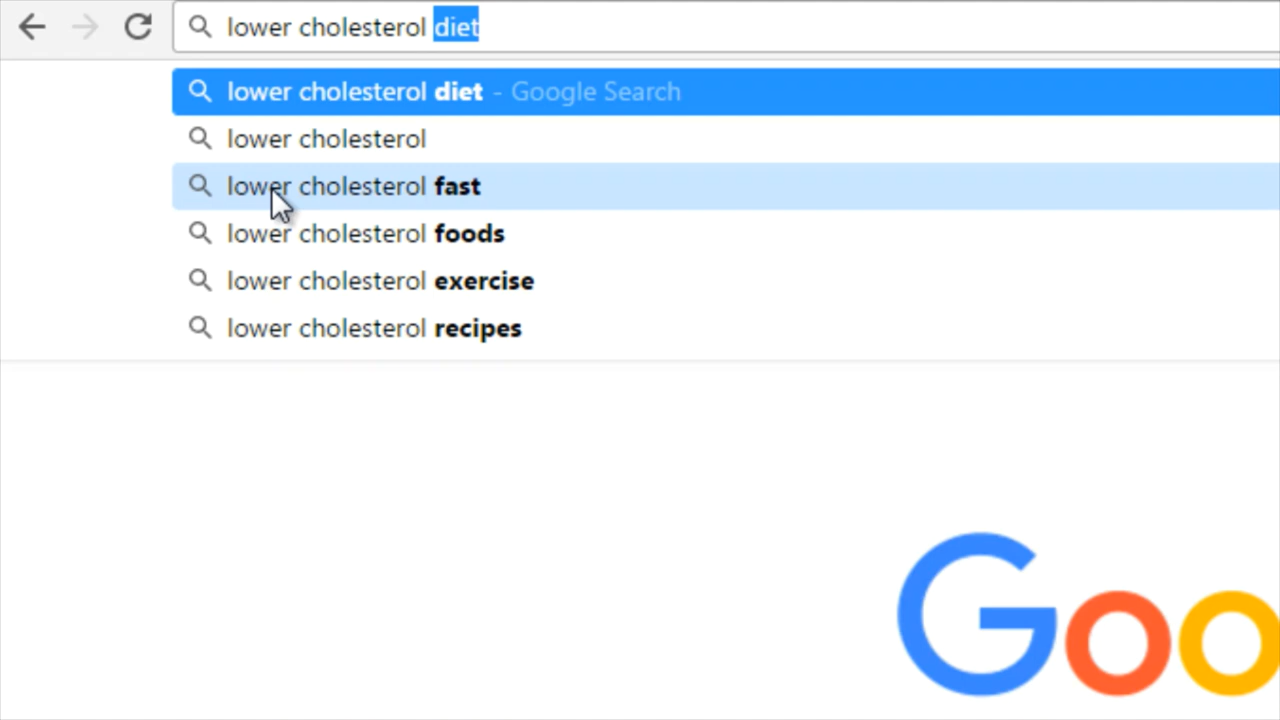 lower cholesterol diet
lower cholesterol diet - Google Search
lower cholesterol
lower cholesterol fast
lower cholesterol foods
lower cholesterol exercise
lower cholesterol recipes
Goo